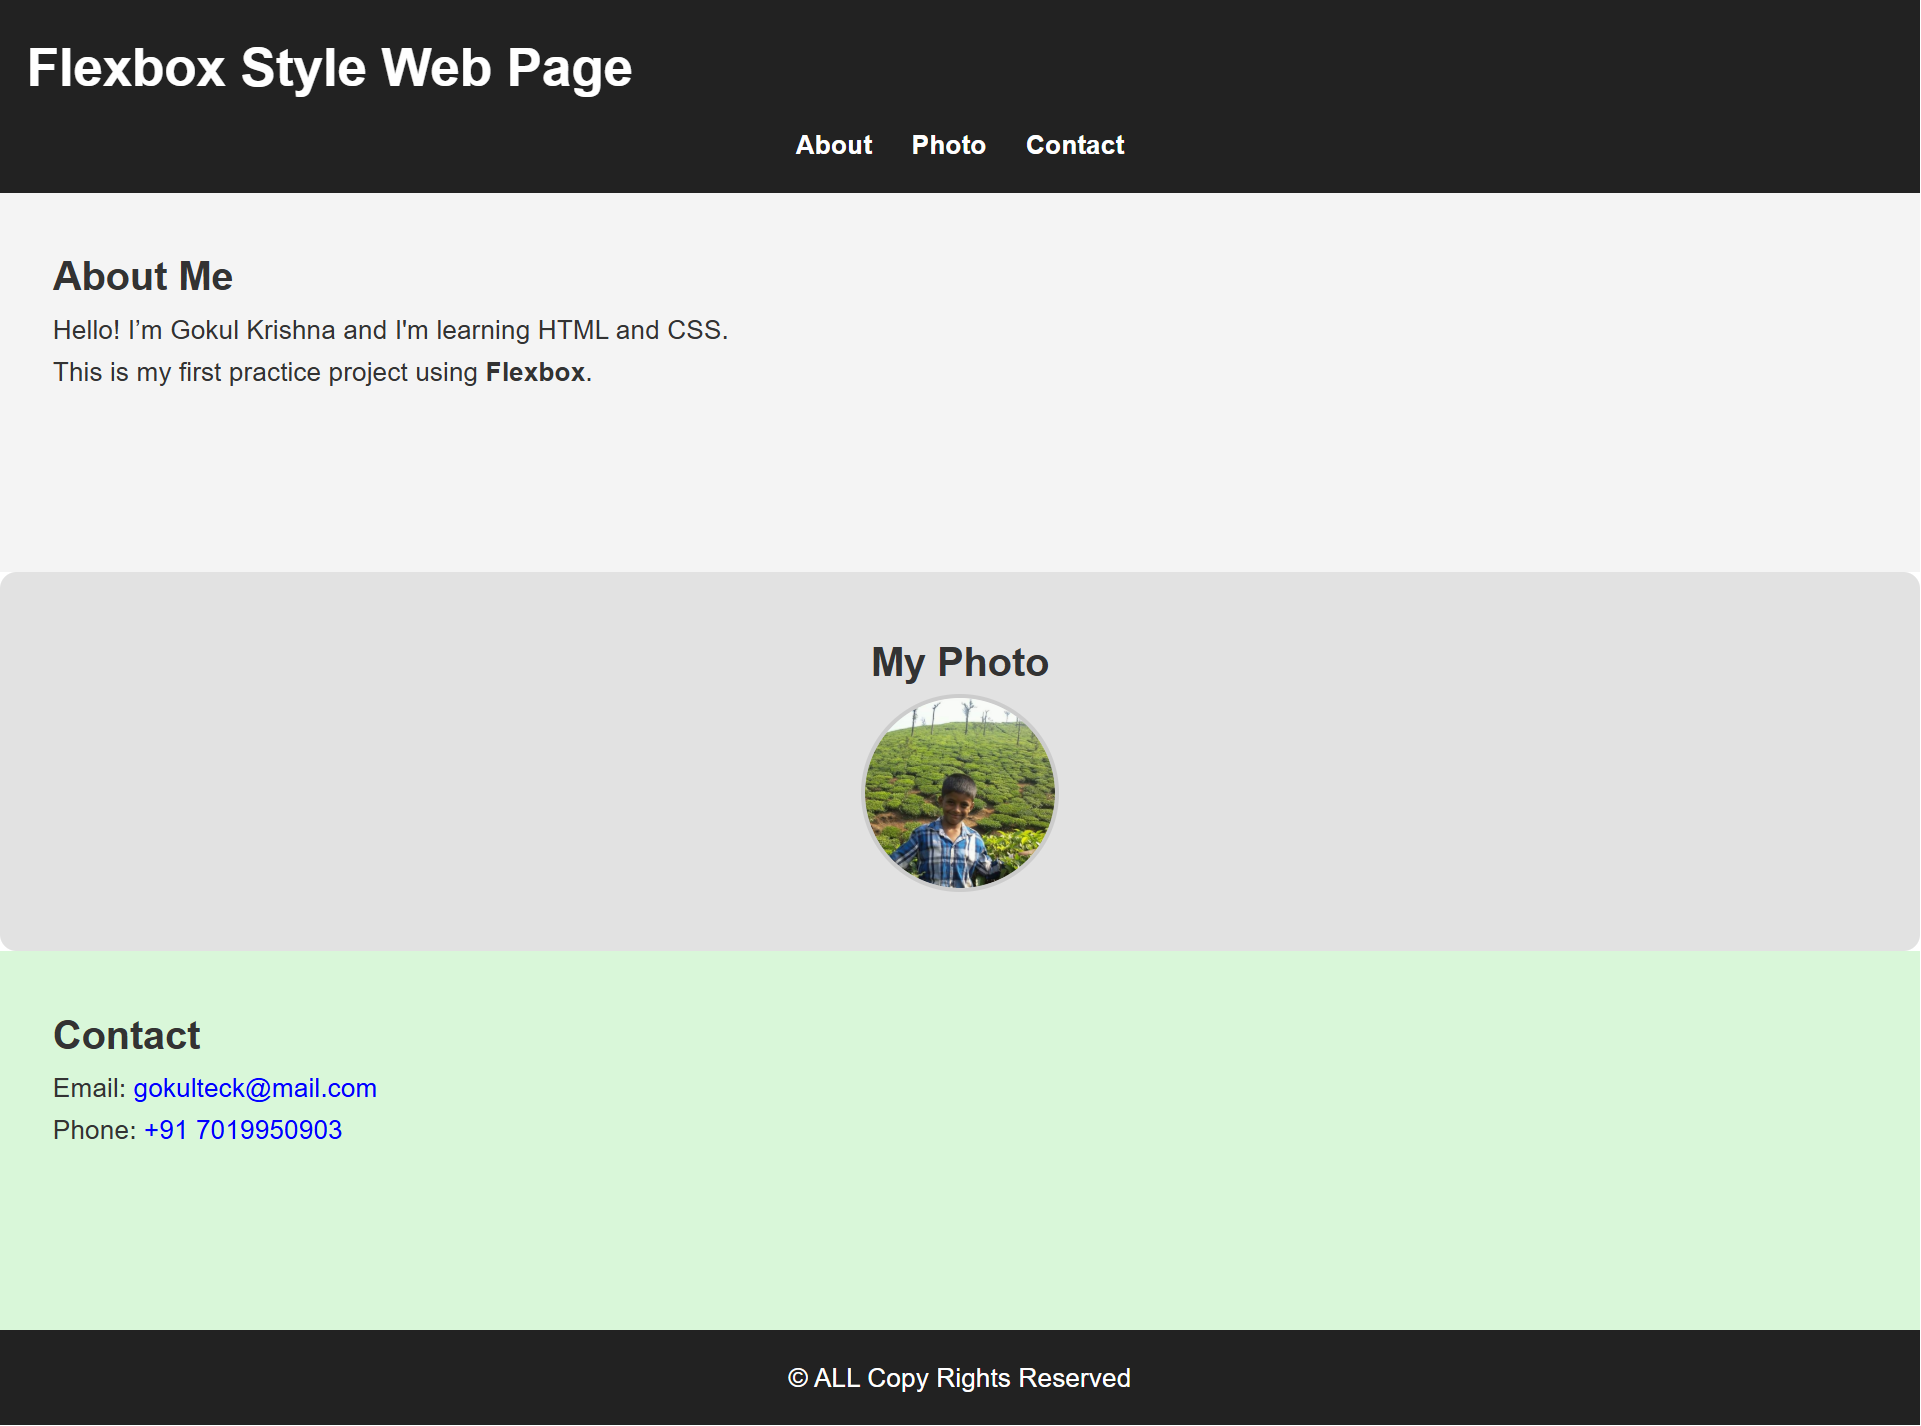 Flexbox Style Web Page
About Photo Contact
About Me
Hello! I’m Gokul Krishna and I'm learning HTML and CSS.
This is my first practice project using Flexbox.
My Photo
Contact
Email: gokulteck@mail.com
Phone: +91 7019950903
© ALL Copy Rights Reserved